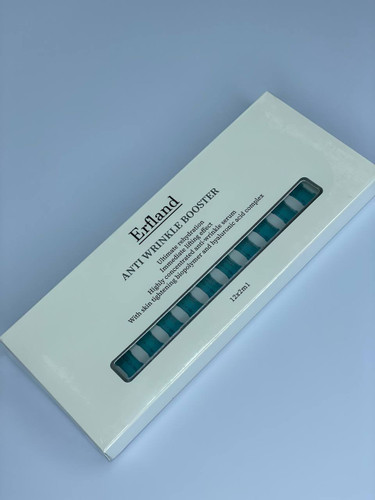 Erfland
ANTI WRINKLE BOOSTER
Ultimate rehydration
Immediate lifting effect
Highly concentrated anti-wrinkle serum
With skin tightening biopolymer and hyaluronic acid complex
12x2ml